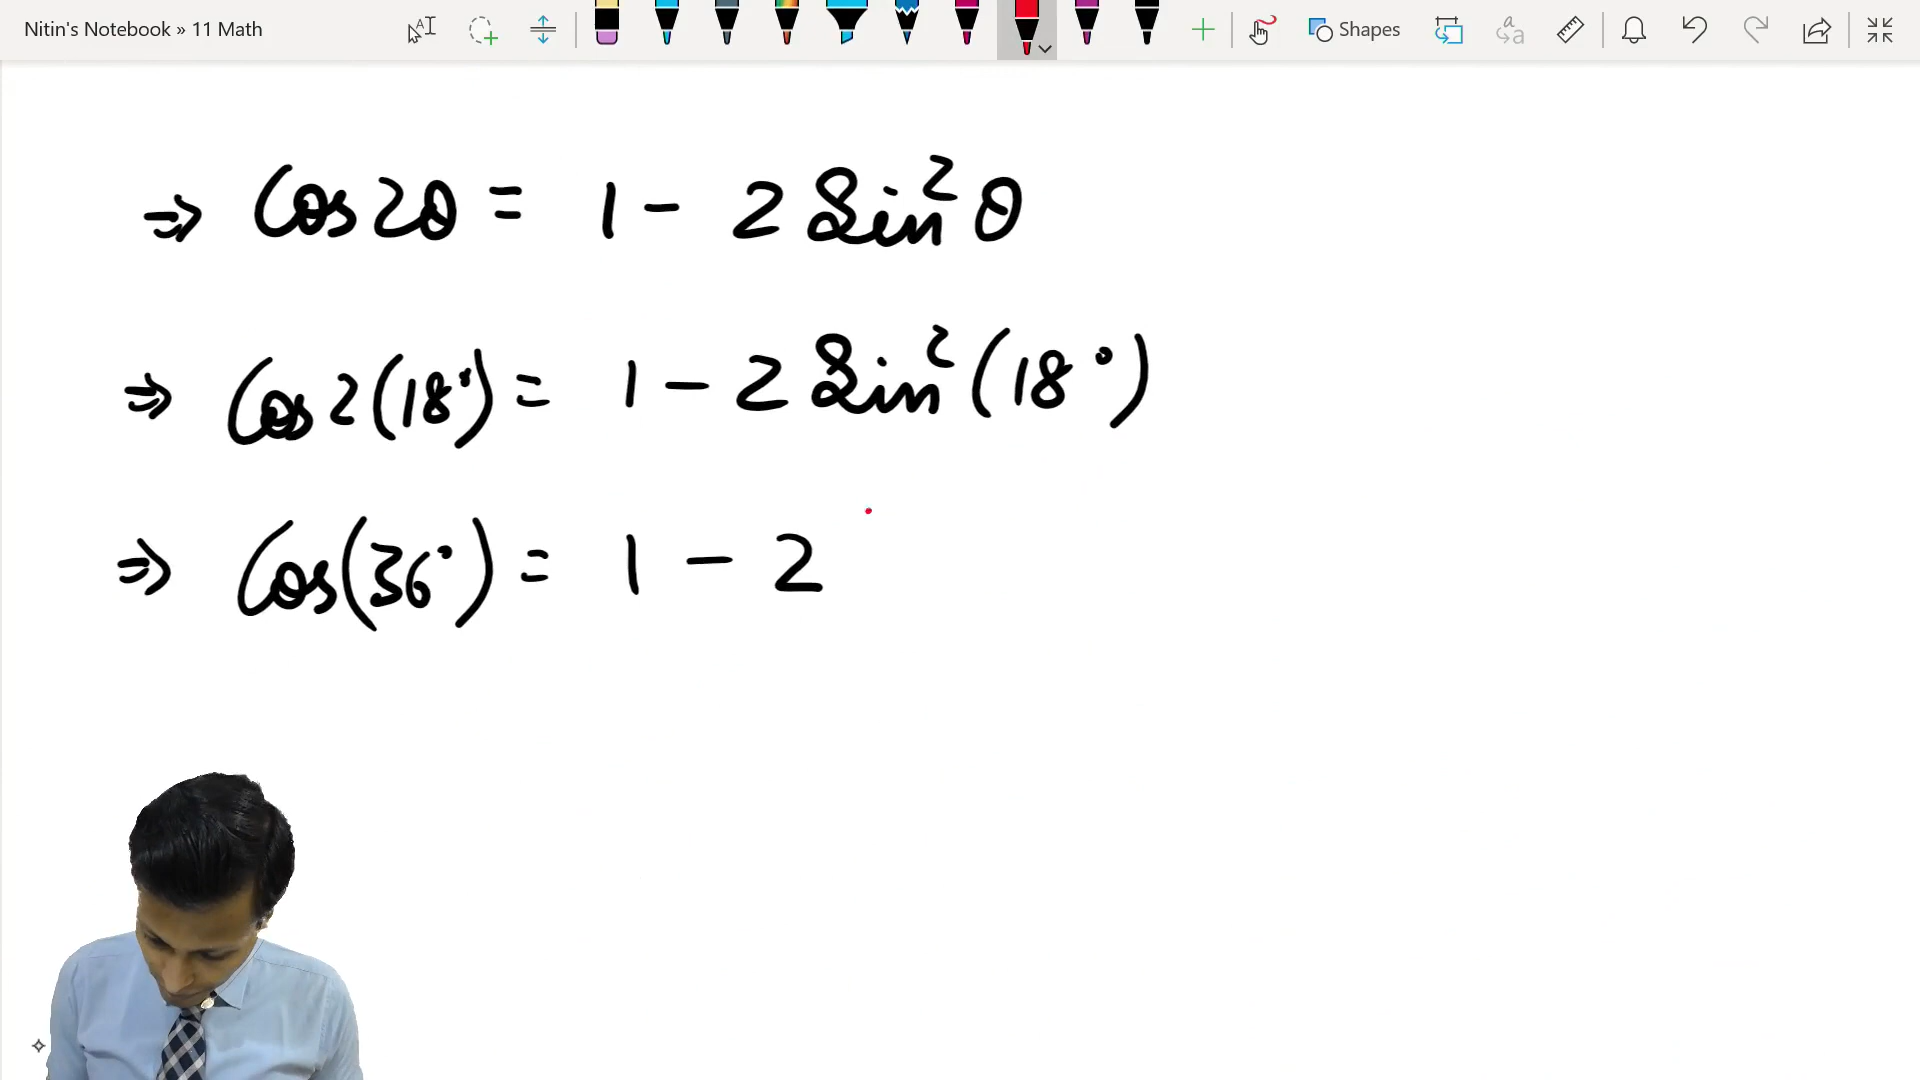 Nitin's Notebook » 11 Math
Shapes
⇒ Cos 2θ = 1 - 2 Sin² θ
⇒ Cos 2(18°) = 1 - 2 Sin² (18°)
⇒ Cos(36°) = 1 - 2